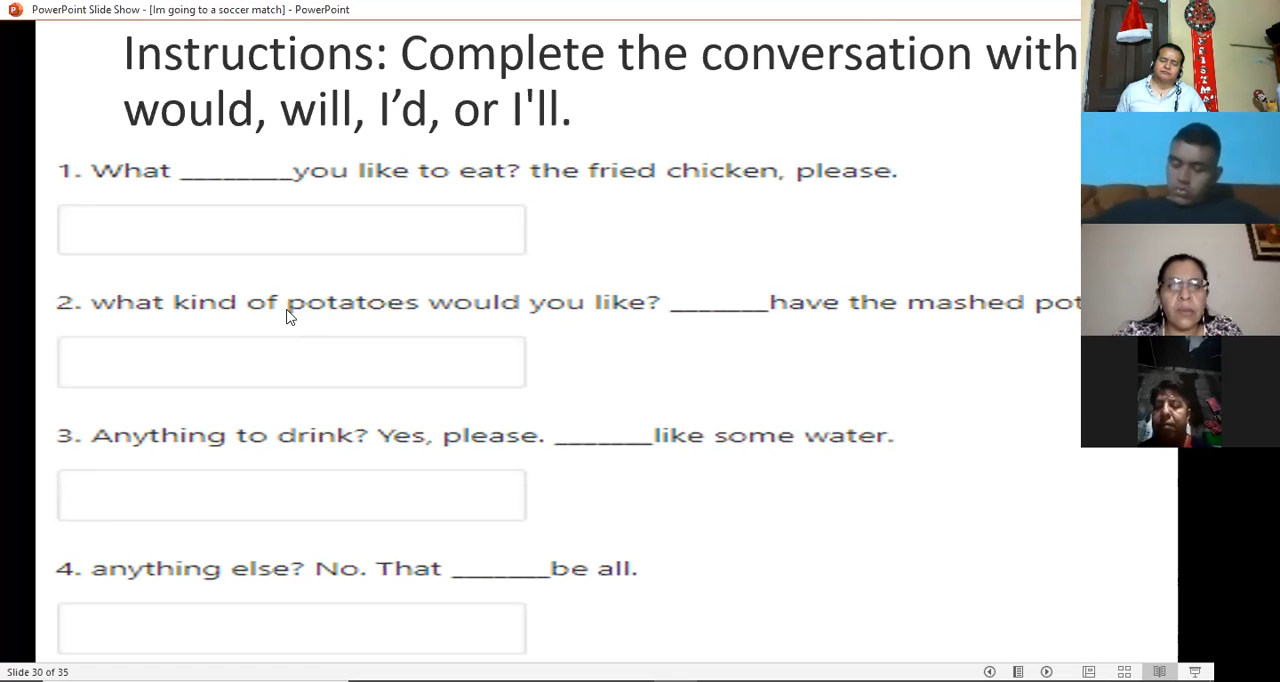 PowerPoint Slide Show - [Im going to a soccer match] - PowerPoint
Instructions: Complete the conversation with
would, will, I’d, or I'll.
1. What ________you like to eat? the fried chicken, please.
2. what kind of potatoes would you like? _______have the mashed pot
3. Anything to drink? Yes, please. _______like some water.
4. anything else? No. That _______be all.
Slide 30 of 35